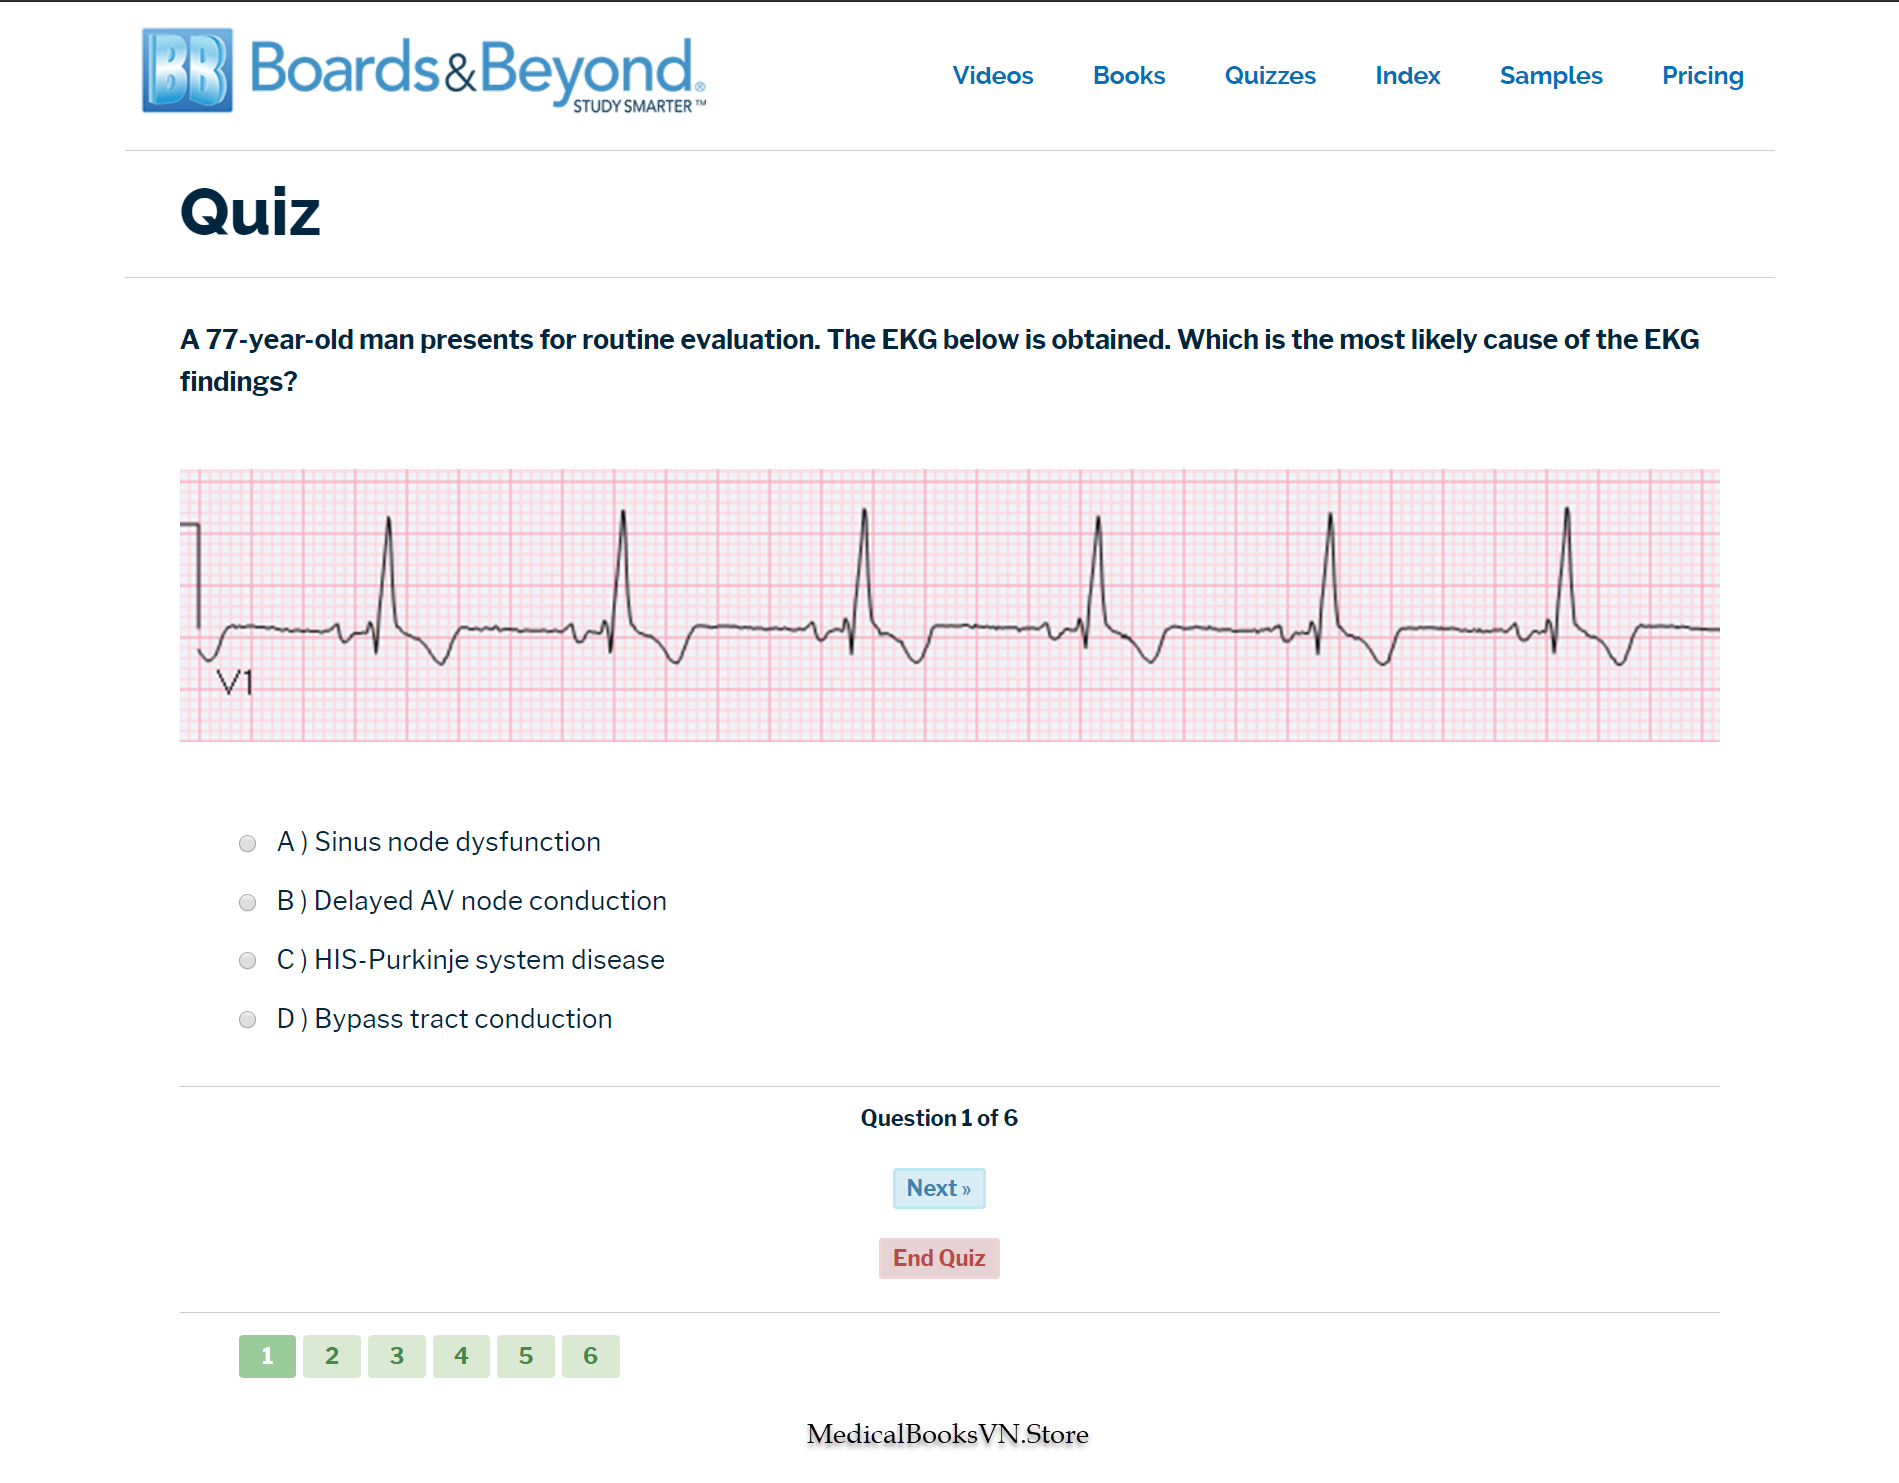 BB Boards&Beyond®
STUDY SMARTER™
Videos Books Quizzes Index Samples Pricing
Quiz
A 77-year-old man presents for routine evaluation. The EKG below is obtained. Which is the most likely cause of the EKG
findings?
V1
A ) Sinus node dysfunction
B ) Delayed AV node conduction
C ) HIS-Purkinje system disease
D ) Bypass tract conduction
Question 1 of 6
Next »
End Quiz
1 2 3 4 5 6
MedicalBooksVN.Store